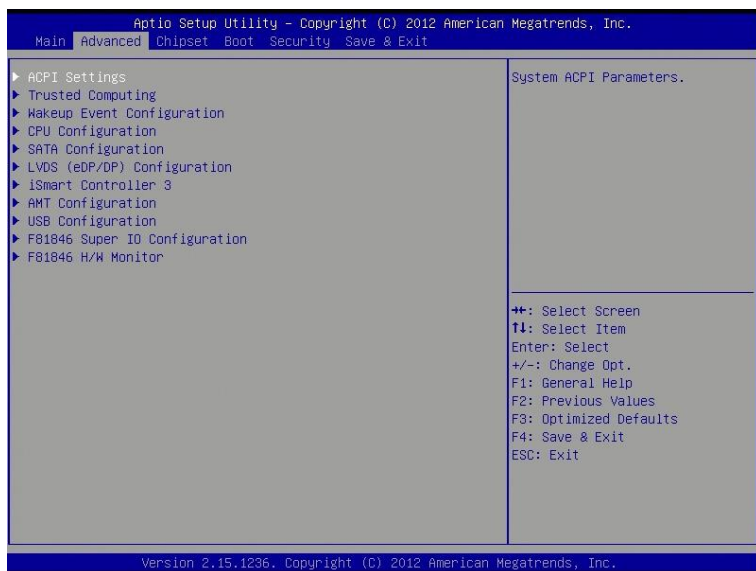 Aptio Setup Utility – Copyright (C) 2012 American Megatrends, Inc.
Main Advanced Chipset Boot Security Save & Exit
ACPI Settings
Trusted Computing
Wakeup Event Configuration
CPU Configuration
SATA Configuration
LVDS (eDP/DP) Configuration
iSmart Controller 3
AMT Configuration
USB Configuration
F81846 Super IO Configuration
F81846 H/W Monitor
System ACPI Parameters.
→←: Select Screen
↑↓: Select Item
Enter: Select
+/-: Change Opt.
F1: General Help
F2: Previous Values
F3: Optimized Defaults
F4: Save & Exit
ESC: Exit
Version 2.15.1236. Copyright (C) 2012 American Megatrends, Inc.